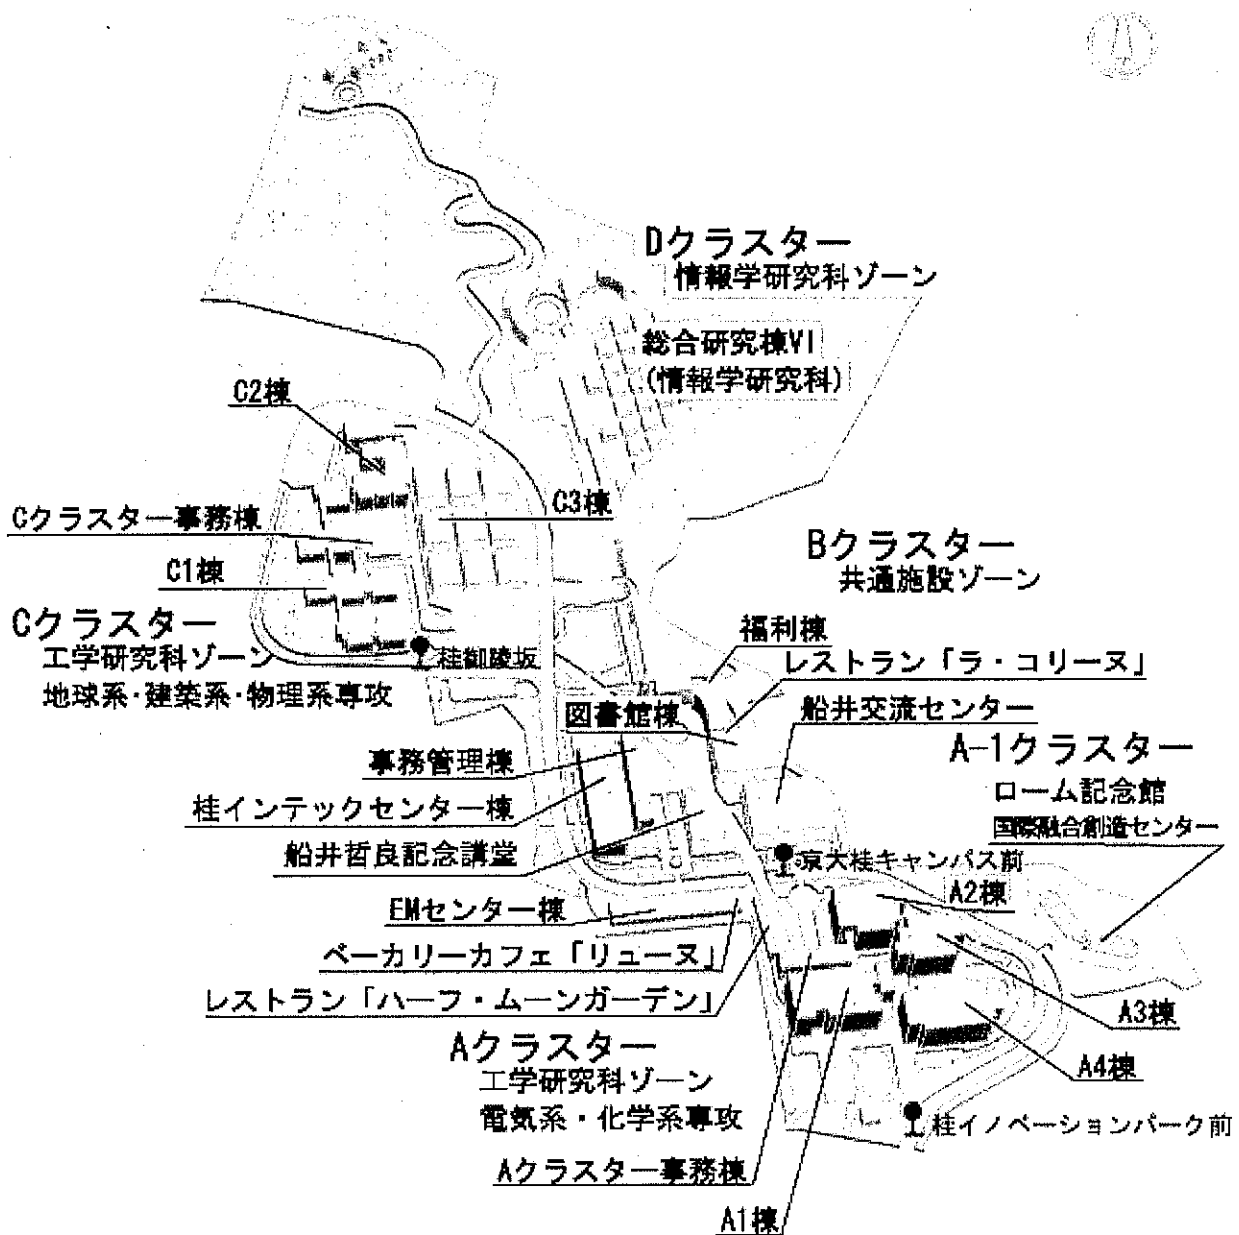 Dクラスター
情報学研究科ゾーン
総合研究棟VI
(情報学研究科)
C2棟
C3棟
Cクラスター事務棟
C1棟
Bクラスター
共通施設ゾーン
Cクラスター
工学研究科ゾーン
地球系・建築系・物理系専攻
桂御陵坂
福利棟
レストラン「ラ・コリーヌ」
図書館棟
船井交流センター
事務管理棟
A-1クラスター
ローム記念館
国際融合創造センター
桂インテックセンター棟
船井哲良記念講堂
京大桂キャンパス前
A2棟
EMセンター棟
ベーカリーカフェ「リューヌ」
レストラン「ハーフ・ムーンガーデン」
A3棟
Aクラスター
工学研究科ゾーン
電気系・化学系専攻
A4棟
桂イノベーションパーク前
Aクラスター事務棟
A1棟